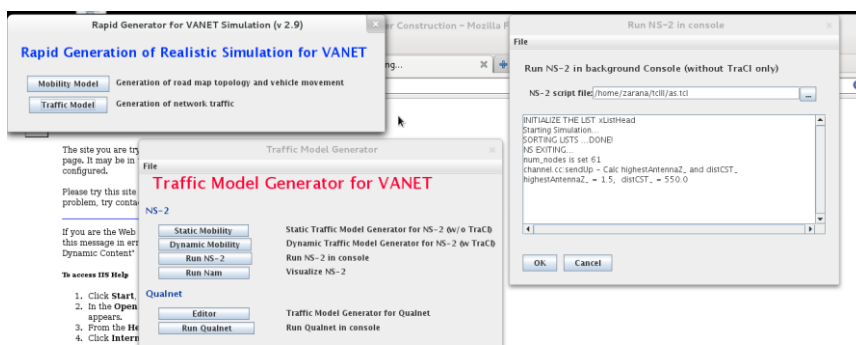 Rapid Generator for VANET Simulation (v 2.9)
Rapid Generation of Realistic Simulation for VANET
Mobility Model Generation of road map topology and vehicle movement
Traffic Model Generation of network traffic
er Construction - Mozilla F
ng...
The site you are try
page. It may be in
configured.
Please try this site
problem, try conta
If you are the Web
this message in err
Dynamic Content"
To access IIS Help
1. Click Start,
2. In the Open
appears.
3. From the He
4. Click Intern
Traffic Model Generator
File
Traffic Model Generator for VANET
NS-2
Static Mobility Static Traffic Model Generator for NS-2 (w/o TraCI)
Dynamic Mobility Dynamic Traffic Model Generator for NS-2 (w TraCI)
Run NS-2 Run NS-2 in console
Run Nam Visualize NS-2
Qualnet
Editor Traffic Model Generator for Qualnet
Run Qualnet Run Qualnet in console
Run NS-2 in console
File
Run NS-2 in background Console (without TraCI only)
NS-2 script file: /home/zarana/tclll/as.tcl ...
INITIALIZE THE LIST xListHead
Starting Simulation...
SORTING LISTS ...DONE!
NS EXITING...
num_nodes is set 61
channel.cc:sendUp - Calc highestAntennaZ_ and distCST_
highestAntennaZ_ = 1.5, distCST_ = 550.0
OK Cancel